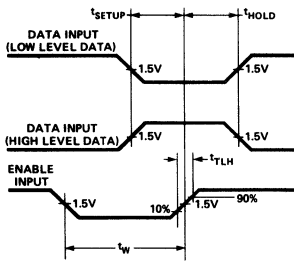 tSETUP tHOLD
DATA INPUT
(LOW LEVEL DATA)
1.5V 1.5V
DATA INPUT
(HIGH LEVEL DATA)
1.5V 1.5V
tTLH
ENABLE
INPUT
90%
1.5V 10% 1.5V
tW